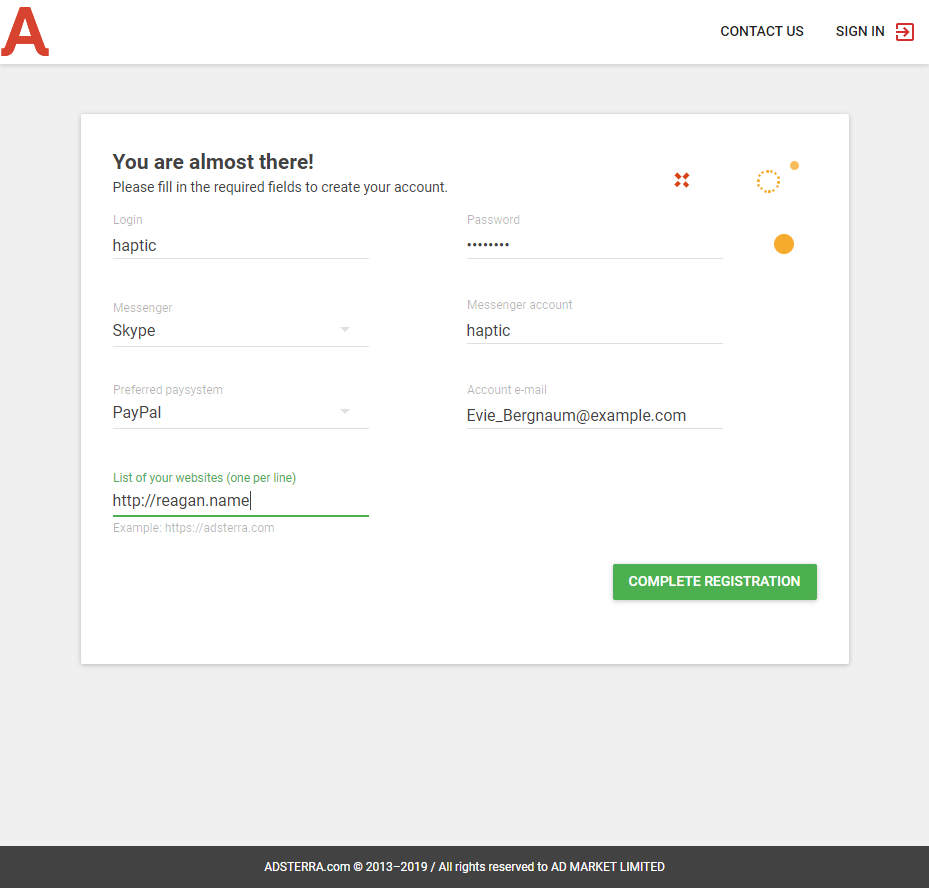 A
CONTACT US
SIGN IN
You are almost there!
Please fill in the required fields to create your account.
Login
haptic
Password
••••••••
Messenger
Skype
Messenger account
haptic
Preferred paysystem
PayPal
Account e-mail
Evie_Bergnaum@example.com
List of your websites (one per line)
http://reagan.name
Example: https://adsterra.com
COMPLETE REGISTRATION
ADSTERRA.com © 2013–2019 / All rights reserved to AD MARKET LIMITED